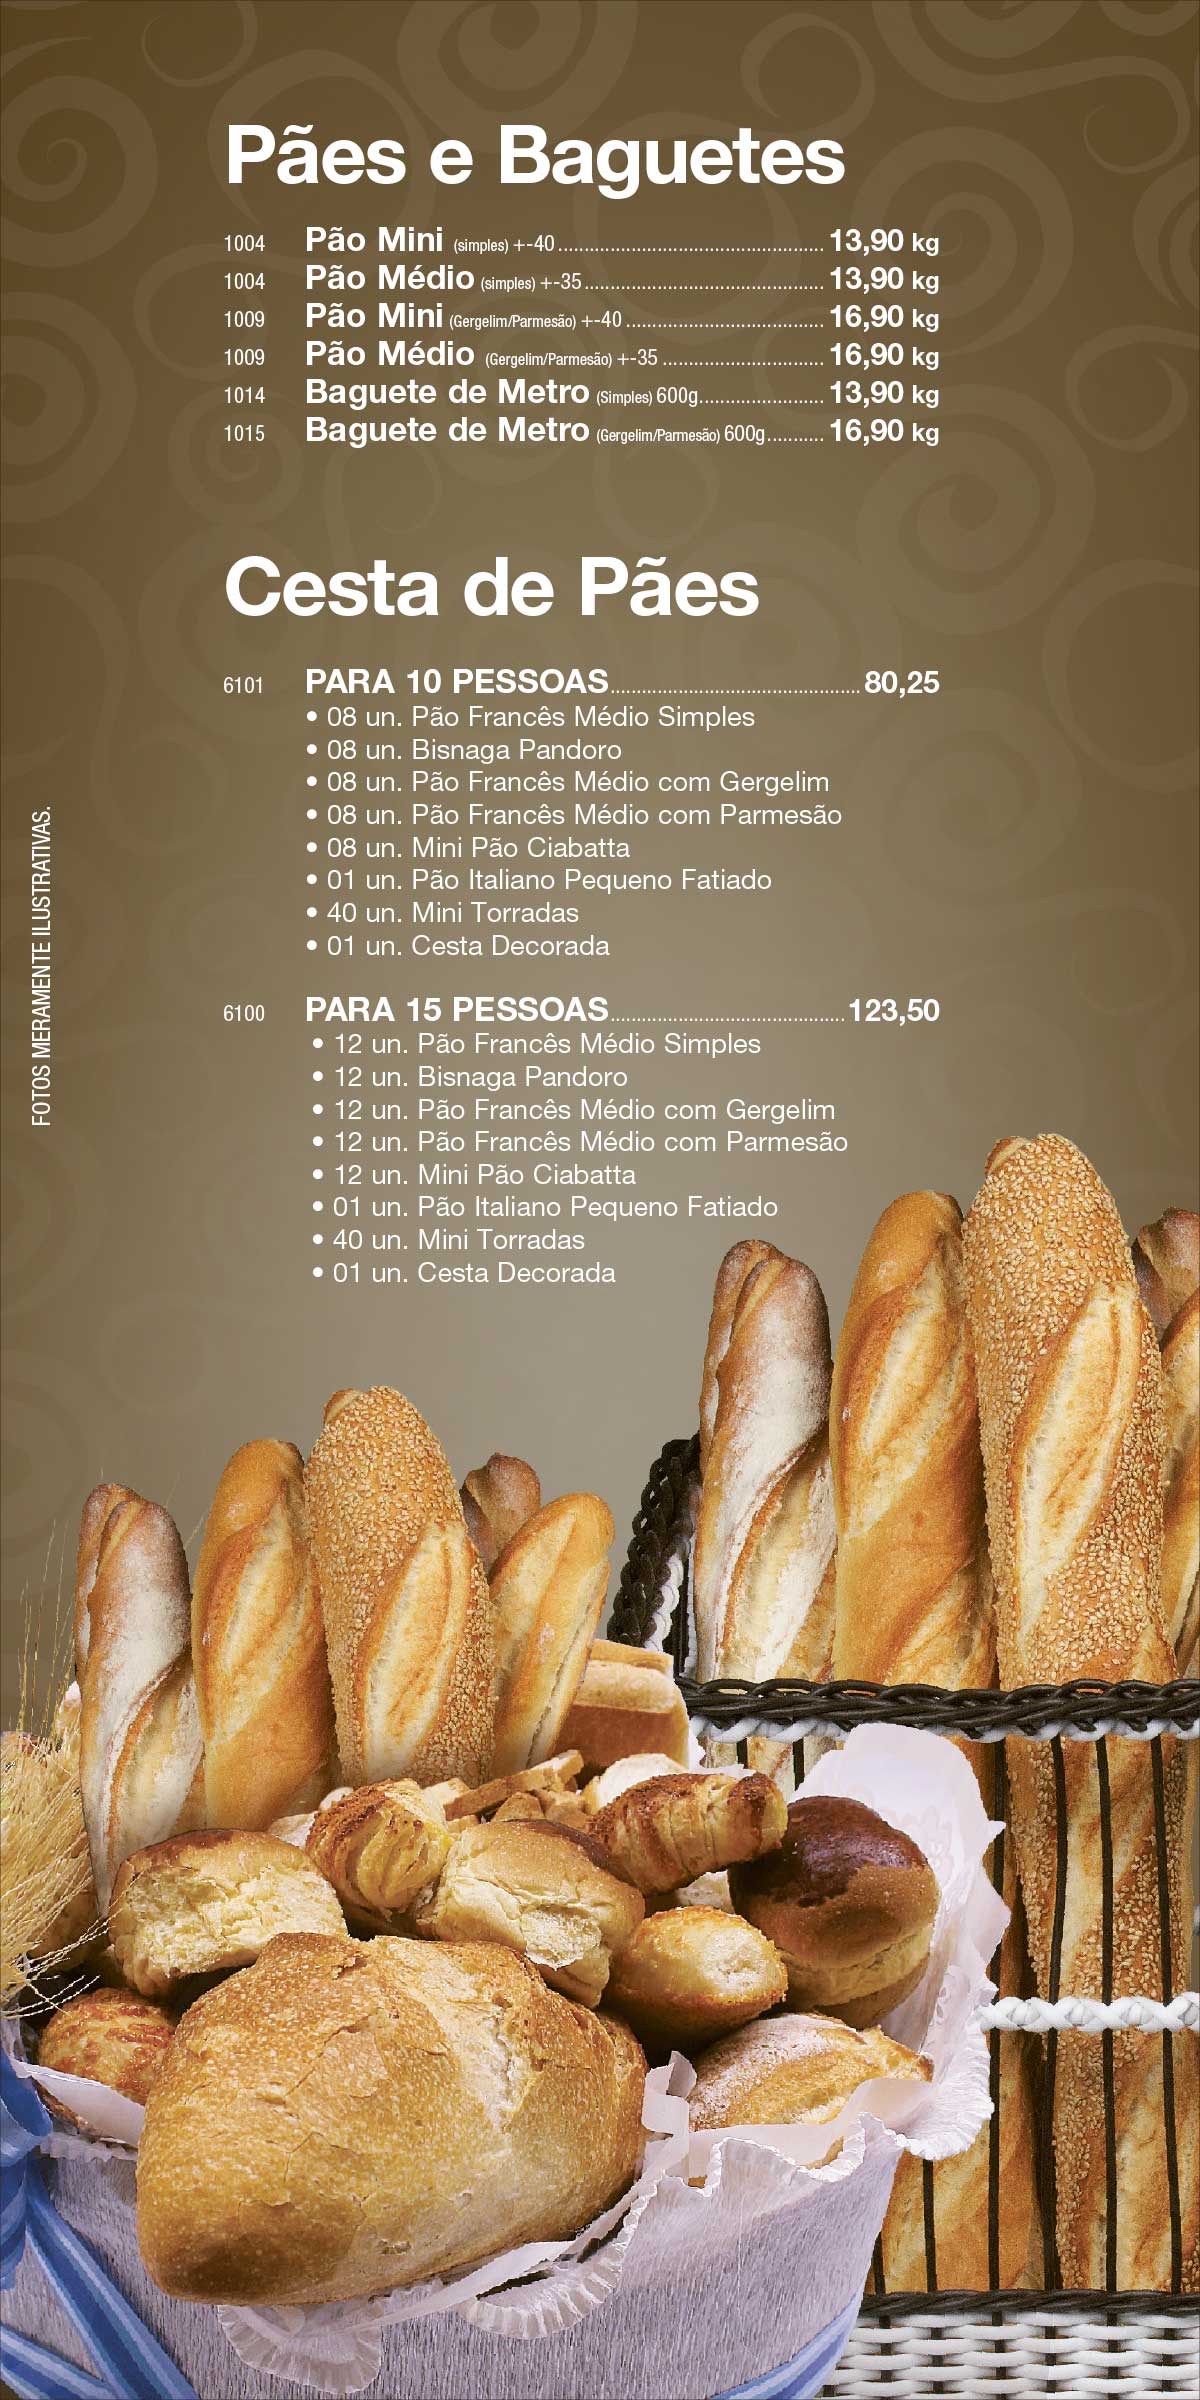 Pães e Baguetes
1004 Pão Mini (simples) +-40 ........ 13,90 kg
1004 Pão Médio (simples) +-35 ........ 13,90 kg
1009 Pão Mini (Gergelim/Parmesão) +-40 ........ 16,90 kg
1009 Pão Médio (Gergelim/Parmesão) +-35 ........ 16,90 kg
1014 Baguete de Metro (Simples) 600g ........ 13,90 kg
1015 Baguete de Metro (Gergelim/Parmesão) 600g ........ 16,90 kg
Cesta de Pães
6101 PARA 10 PESSOAS ........ 80,25
• 08 un. Pão Francês Médio Simples
• 08 un. Bisnaga Pandoro
• 08 un. Pão Francês Médio com Gergelim
• 08 un. Pão Francês Médio com Parmesão
• 08 un. Mini Pão Ciabatta
• 01 un. Pão Italiano Pequeno Fatiado
• 40 un. Mini Torradas
• 01 un. Cesta Decorada
6100 PARA 15 PESSOAS ........ 123,50
• 12 un. Pão Francês Médio Simples
• 12 un. Bisnaga Pandoro
• 12 un. Pão Francês Médio com Gergelim
• 12 un. Pão Francês Médio com Parmesão
• 12 un. Mini Pão Ciabatta
• 01 un. Pão Italiano Pequeno Fatiado
• 40 un. Mini Torradas
• 01 un. Cesta Decorada
FOTOS MERAMENTE ILUSTRATIVAS.